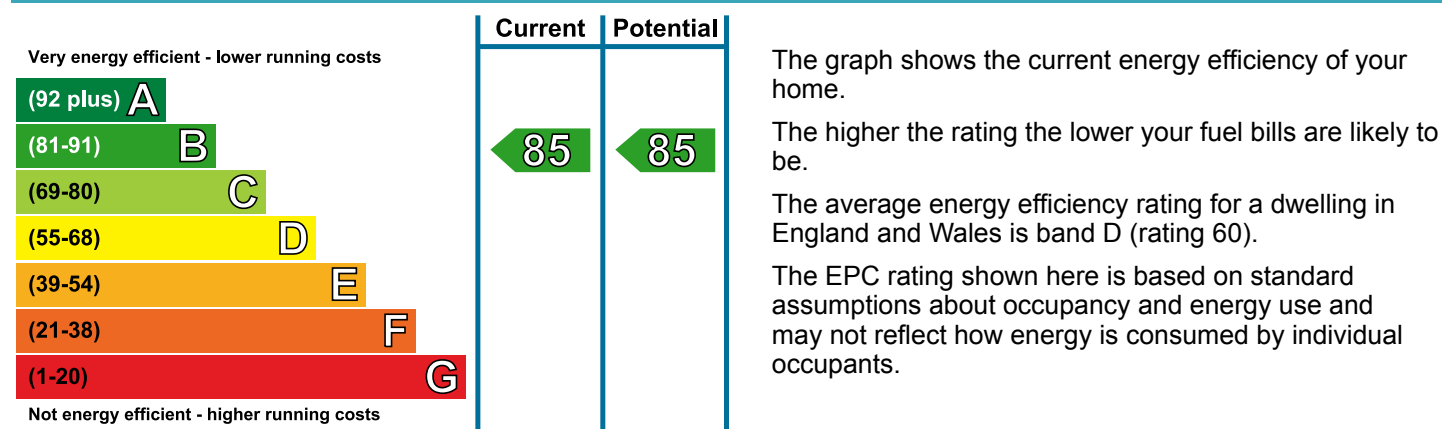 Current Potential
Very energy efficient - lower running costs
(92 plus) A
(81-91) B
85 85
(69-80) C
(55-68) D
(39-54) E
(21-38) F
(1-20) G
Not energy efficient - higher running costs
The graph shows the current energy efficiency of your
home.
The higher the rating the lower your fuel bills are likely to
be.
The average energy efficiency rating for a dwelling in
England and Wales is band D (rating 60).
The EPC rating shown here is based on standard
assumptions about occupancy and energy use and
may not reflect how energy is consumed by individual
occupants.